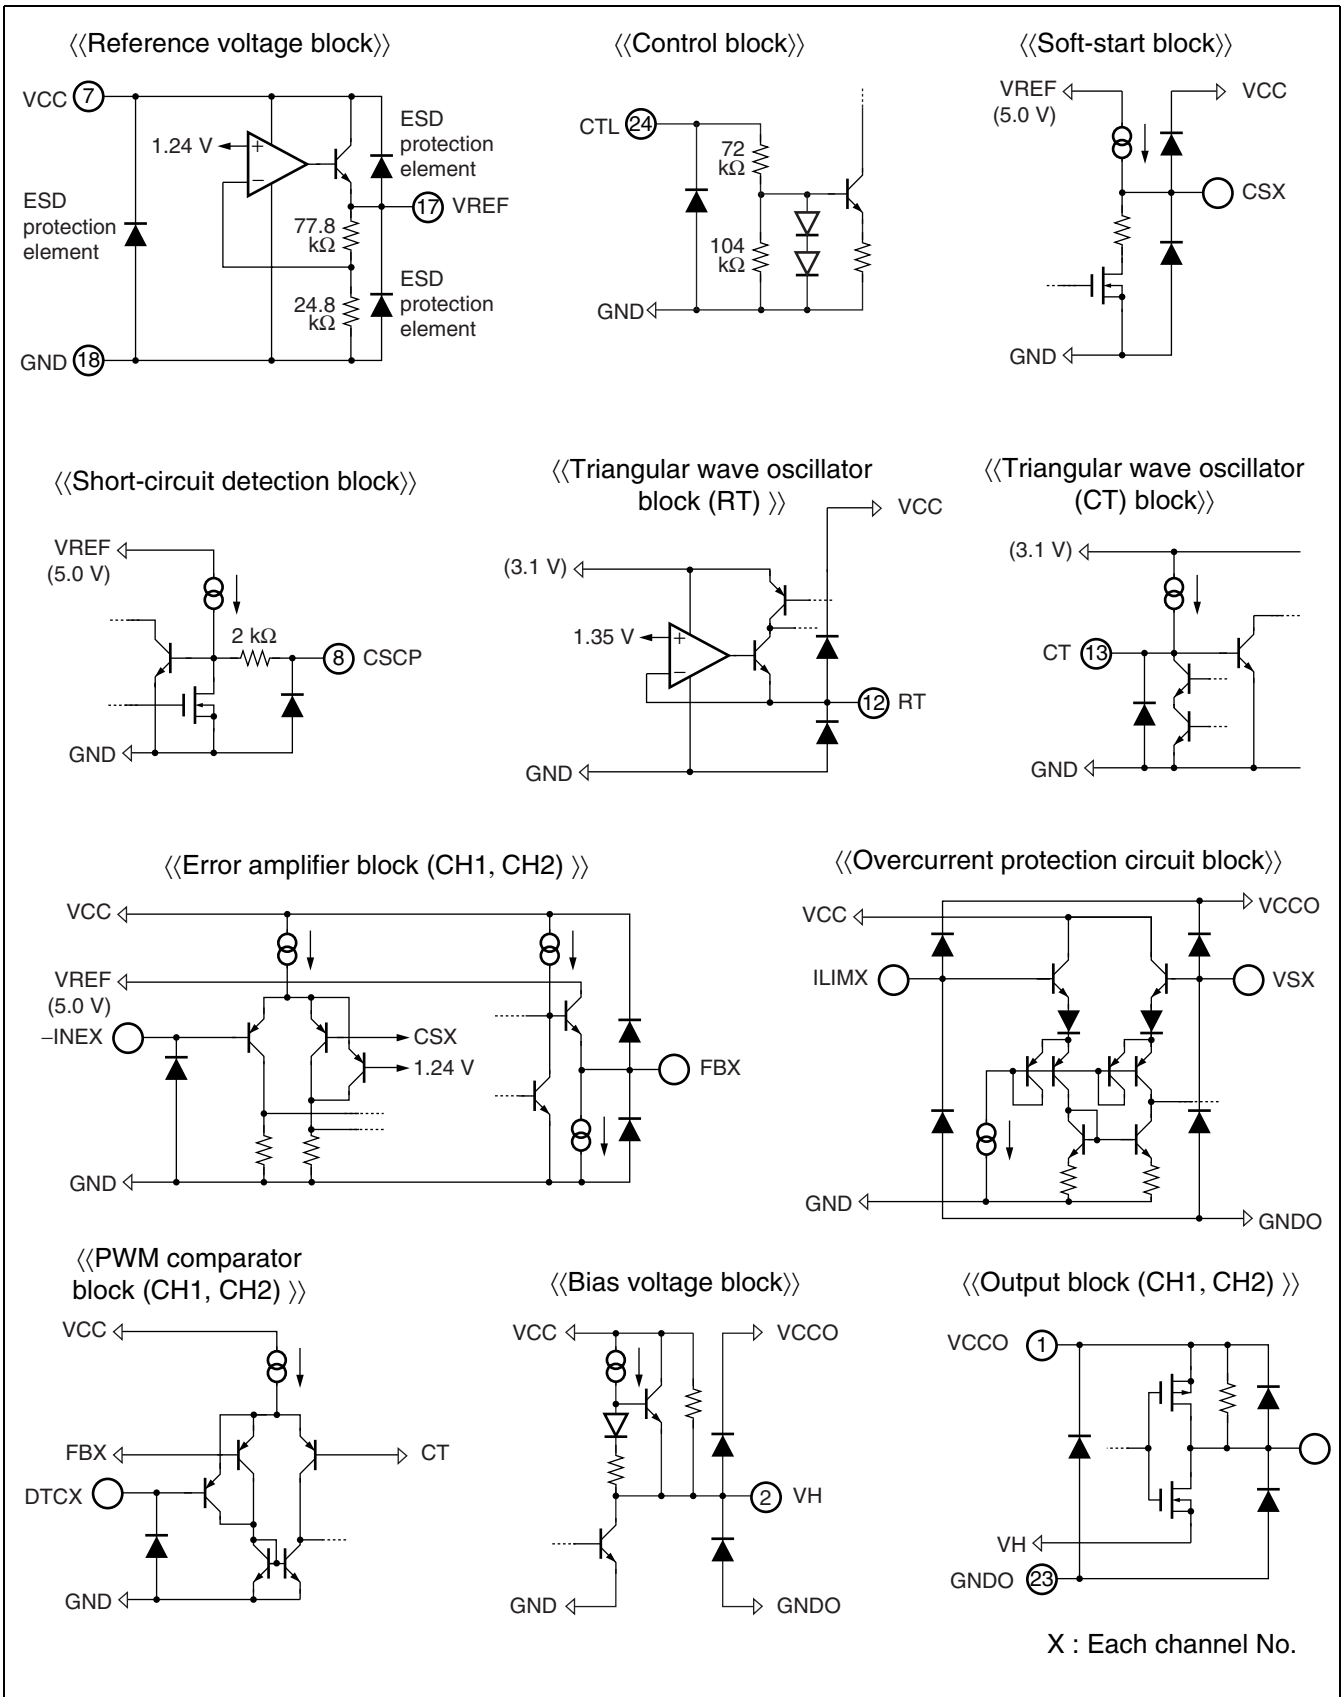 ⟨⟨Reference voltage block⟩⟩
VCC 7
1.24 V
+
−
ESD
protection
element
ESD
protection
element
17 VREF
77.8
kΩ
24.8
kΩ
ESD
protection
element
GND 18
⟨⟨Control block⟩⟩
CTL 24
72
kΩ
104
kΩ
GND
⟨⟨Soft-start block⟩⟩
VREF
(5.0 V)
VCC
CSX
GND
⟨⟨Short-circuit detection block⟩⟩
VREF
(5.0 V)
2 kΩ
8 CSCP
GND
⟨⟨Triangular wave oscillator
block (RT) ⟩⟩
VCC
(3.1 V)
1.35 V
+
−
12 RT
GND
⟨⟨Triangular wave oscillator
(CT) block⟩⟩
(3.1 V)
CT 13
GND
⟨⟨Error amplifier block (CH1, CH2) ⟩⟩
VCC
VREF
(5.0 V)
−INEX
CSX
1.24 V
FBX
GND
⟨⟨Overcurrent protection circuit block⟩⟩
VCC
VCCO
ILIMX
VSX
GND
GNDO
⟨⟨PWM comparator
block (CH1, CH2) ⟩⟩
VCC
FBX
CT
DTCX
GND
⟨⟨Bias voltage block⟩⟩
VCC
VCCO
2 VH
GND
GNDO
⟨⟨Output block (CH1, CH2) ⟩⟩
VCCO 1
VH
GNDO 23
X : Each channel No.